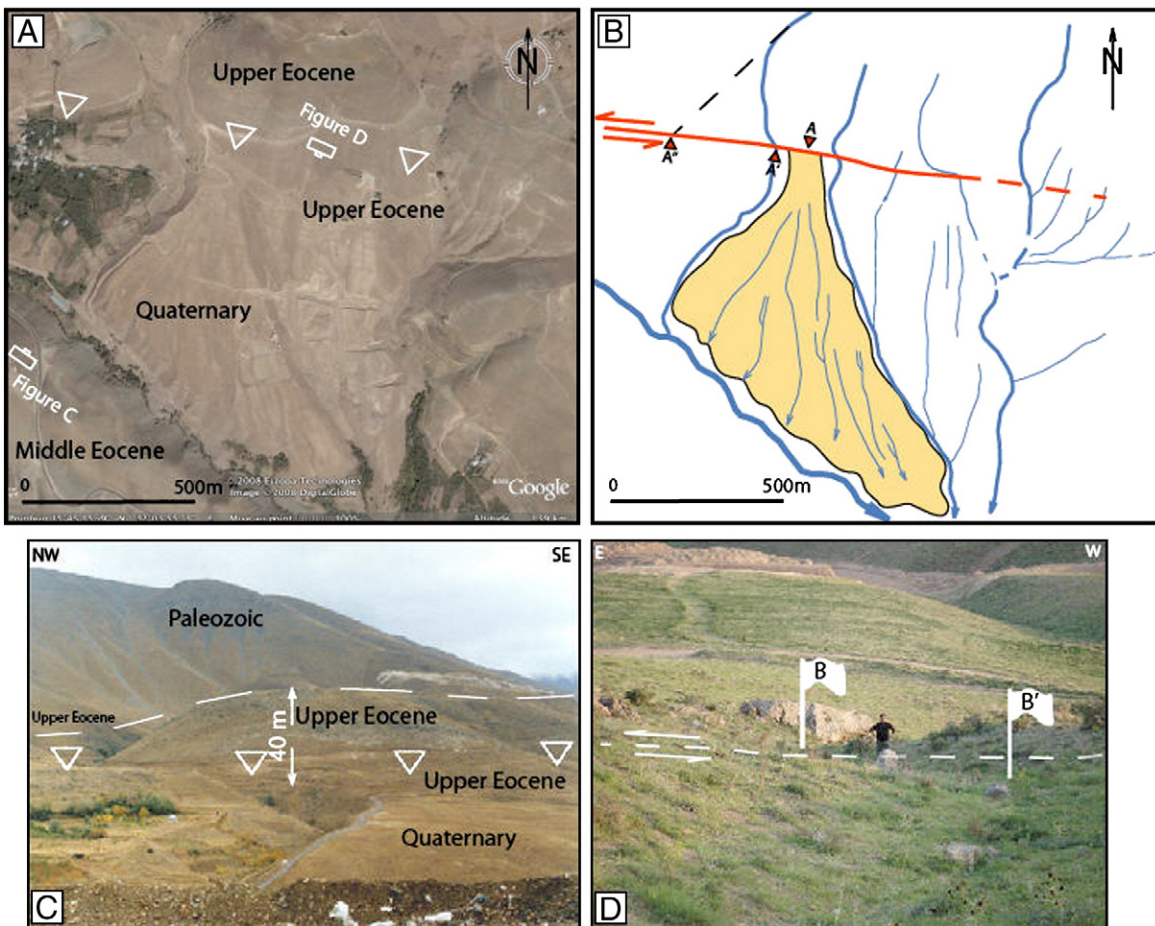 A
N
Upper Eocene
Figure D
Upper Eocene
Quaternary
Figure C
Middle Eocene
© 2008 Europa Technologies
Image © 2008 DigitalGlobe
Google
500m
0
B
N
A
A'
A"
0
500m
NW
SE
Paleozoic
Upper Eocene
Upper Eocene
40 m
Upper Eocene
Quaternary
C
E
W
B
B'
D